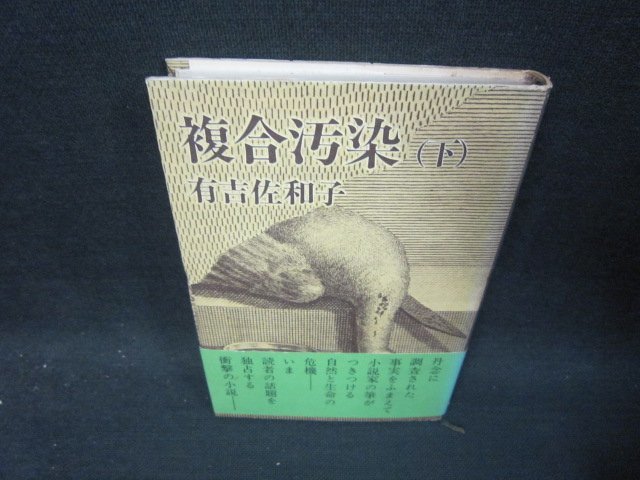 複合汚染(下)
有吉佐和子
丹念に
調査された
事実をふまえて
小説家の筆が
つきつける
自然と生命の
危機――
いま
読者の話題を
独占する
衝撃の小説――